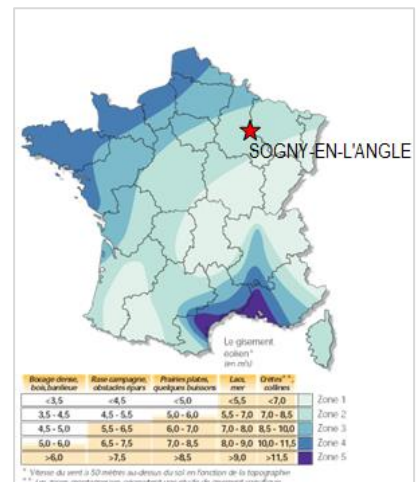 SOGNY-EN-L'ANGLE
Le gisement
éolien*
(en m/s)
Bocage dense, bois, banlieue Rase campagne, obstacles épars Prairies plates, quelques buissons Lacs, mer Crêtes**, collines
<3,5 <4,5 <5,0 <5,5 <7,0 Zone 1
3,5 - 4,5 4,5 - 5,5 5,0 - 6,0 5,5 - 7,0 7,0 - 8,5 Zone 2
4,5 - 5,0 5,5 - 6,5 6,0 - 7,0 7,0 - 8,0 8,5 - 10,0 Zone 3
5,0 - 6,0 6,5 - 7,5 7,0 - 8,5 8,0 - 9,0 10,0 - 11,5 Zone 4
>6,0 >7,5 >8,5 >9,0 >11,5 Zone 5
* Vitesse du vent à 50 mètres au-dessus du sol en fonction de la topographie